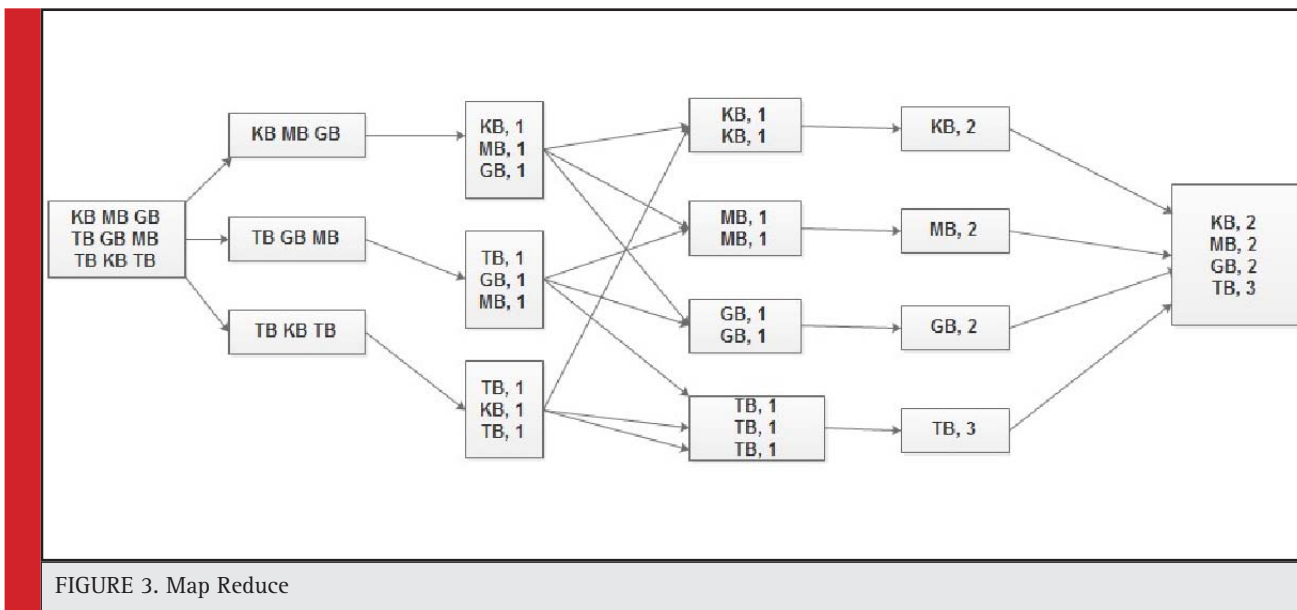 KB MB GB
TB GB MB
TB KB TB
KB MB GB
TB GB MB
TB KB TB
KB, 1
MB, 1
GB, 1
TB, 1
GB, 1
MB, 1
TB, 1
KB, 1
TB, 1
KB, 1
KB, 1
MB, 1
MB, 1
GB, 1
GB, 1
TB, 1
TB, 1
TB, 1
KB, 2
MB, 2
GB, 2
TB, 3
KB, 2
MB, 2
GB, 2
TB, 3
FIGURE 3. Map Reduce